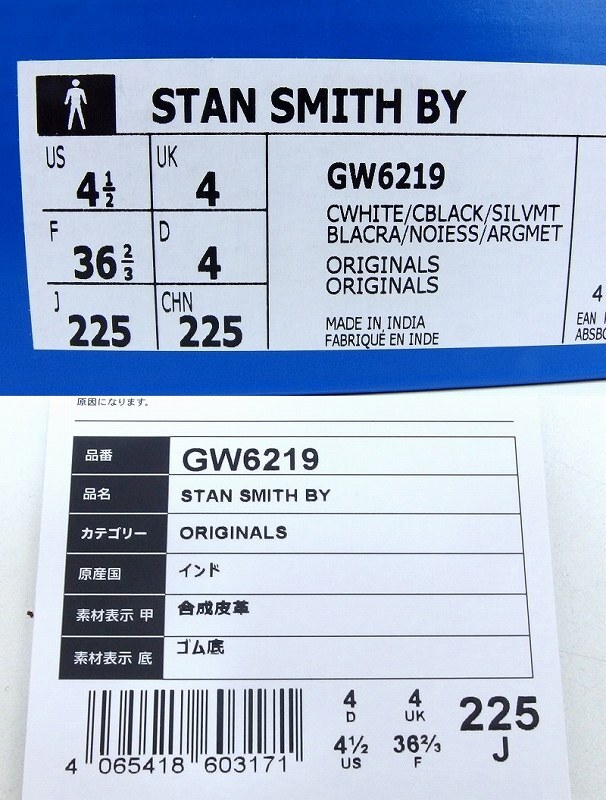 STAN SMITH BY
US 4½ UK 4
F 36⅔ D 4
J 225 CHN 225
GW6219
CWHITE/CBLACK/SILVMT
BLACRA/NOIESS/ARGMET
ORIGINALS
ORIGINALS
MADE IN INDIA
FABRIQUÉ EN INDE
4
EAN
ABSBO
原因になります。
品番 GW6219
品名 STAN SMITH BY
カテゴリー ORIGINALS
原産国 インド
素材表示 甲 合成皮革
素材表示 底 ゴム底
4 065418 603171
4 D
4 UK
4½ US
36⅔ F
225 J